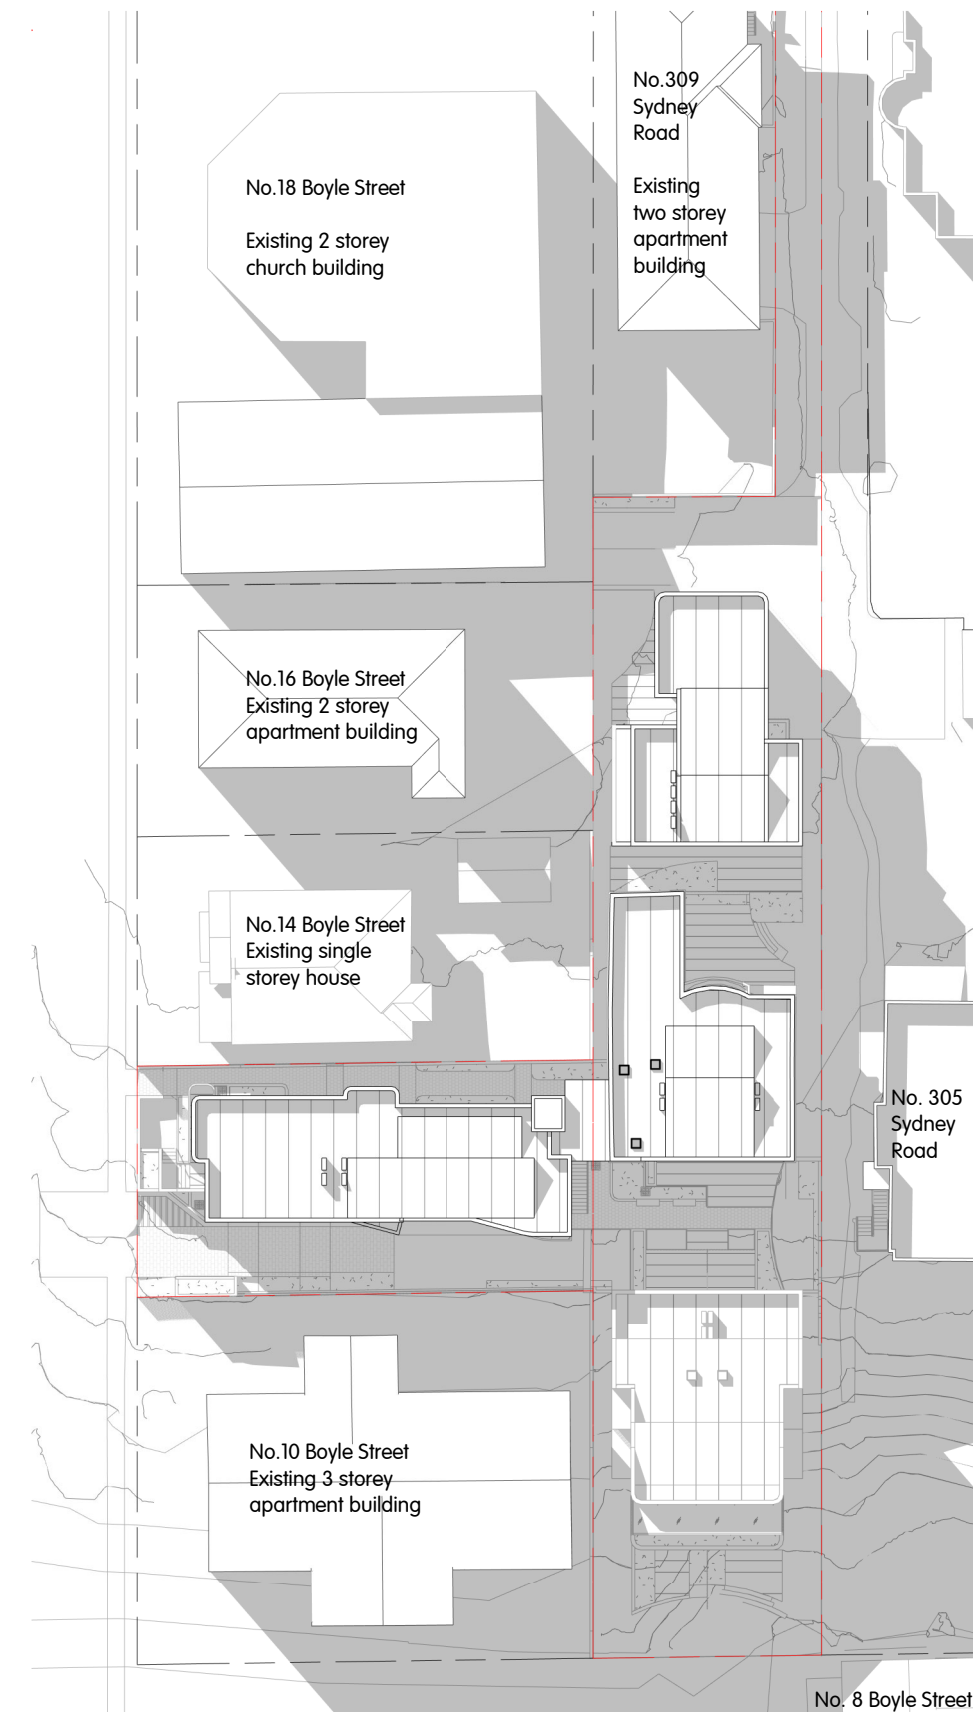 No.309
Sydney
Road
Existing
two storey
apartment
building
No.18 Boyle Street
Existing 2 storey
church building
No.16 Boyle Street
Existing 2 storey
apartment building
No.14 Boyle Street
Existing single
storey house
No. 305
Sydney
Road
No.10 Boyle Street
Existing 3 storey
apartment building
No. 8 Boyle Street